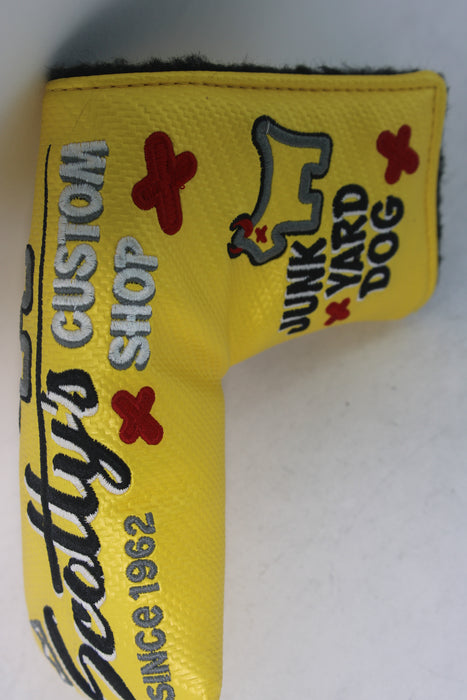 Scotty's
CUSTOM
SHOP
SINCE 1962
JUNK
YARD
DOG